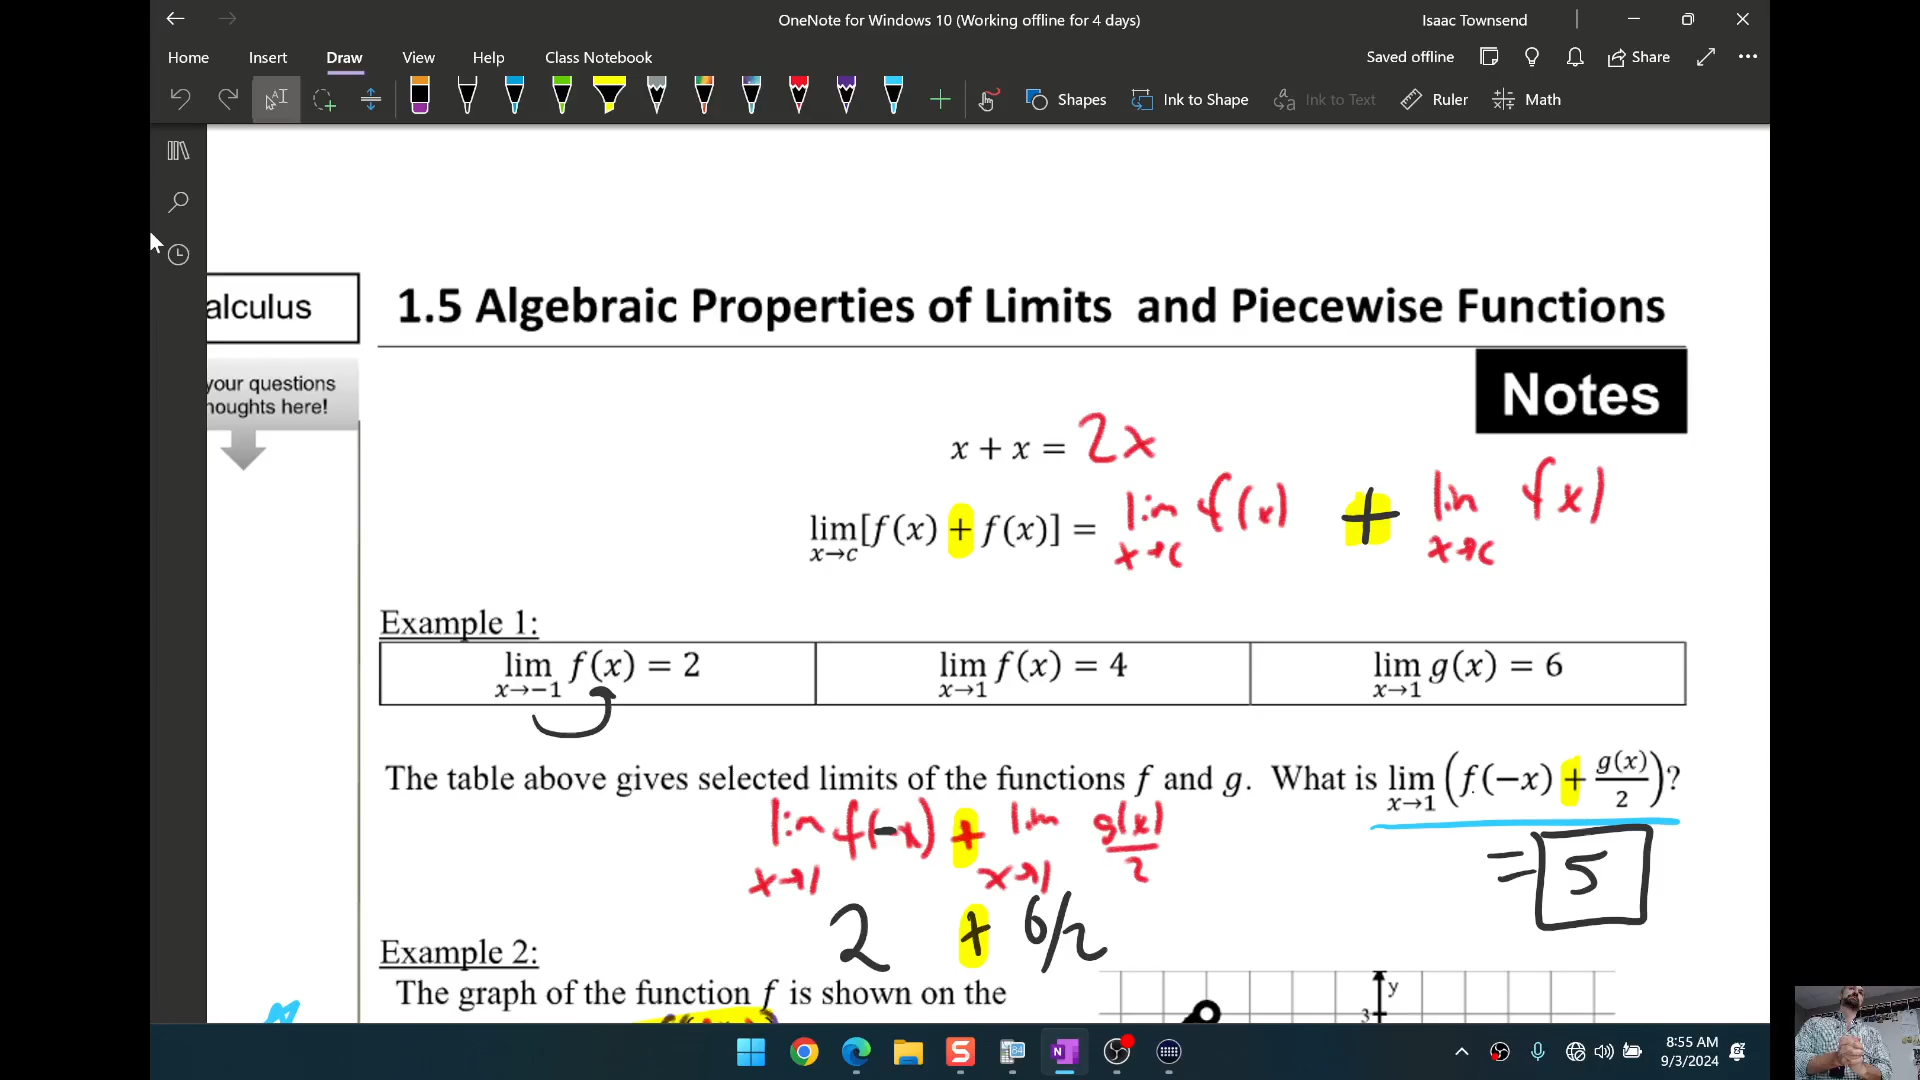 OneNote for Windows 10 (Working offline for 4 days)
Isaac Townsend
Home Insert Draw View Help Class Notebook
Saved offline Share
Shapes Ink to Shape Ink to Text Ruler Math
alculus
1.5 Algebraic Properties of Limits and Piecewise Functions
your questions
houghts here!
Notes
x + x = 2x
lim x→c [f(x) + f(x)] = lim x→c f(x) + lim x→c f x)
Example 1:
lim x→−1 f(x) = 2
lim x→1 f(x) = 4
lim x→1 g(x) = 6
The table above gives selected limits of the functions f and g. What is lim x→1 (f(−x) + g(x)/2)?
lim x→1 f(-x) + lim x→1 g(x)/2
= 5
2 + 6/2
Example 2:
The graph of the function f is shown on the
y
3
8:55 AM
9/3/2024